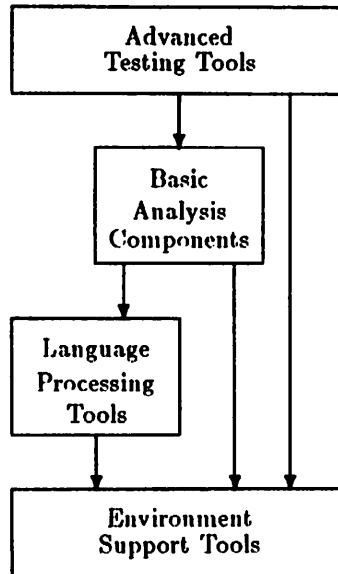 Advanced
Testing Tools
Basic
Analysis
Components
Language
Processing
Tools
Environment
Support Tools